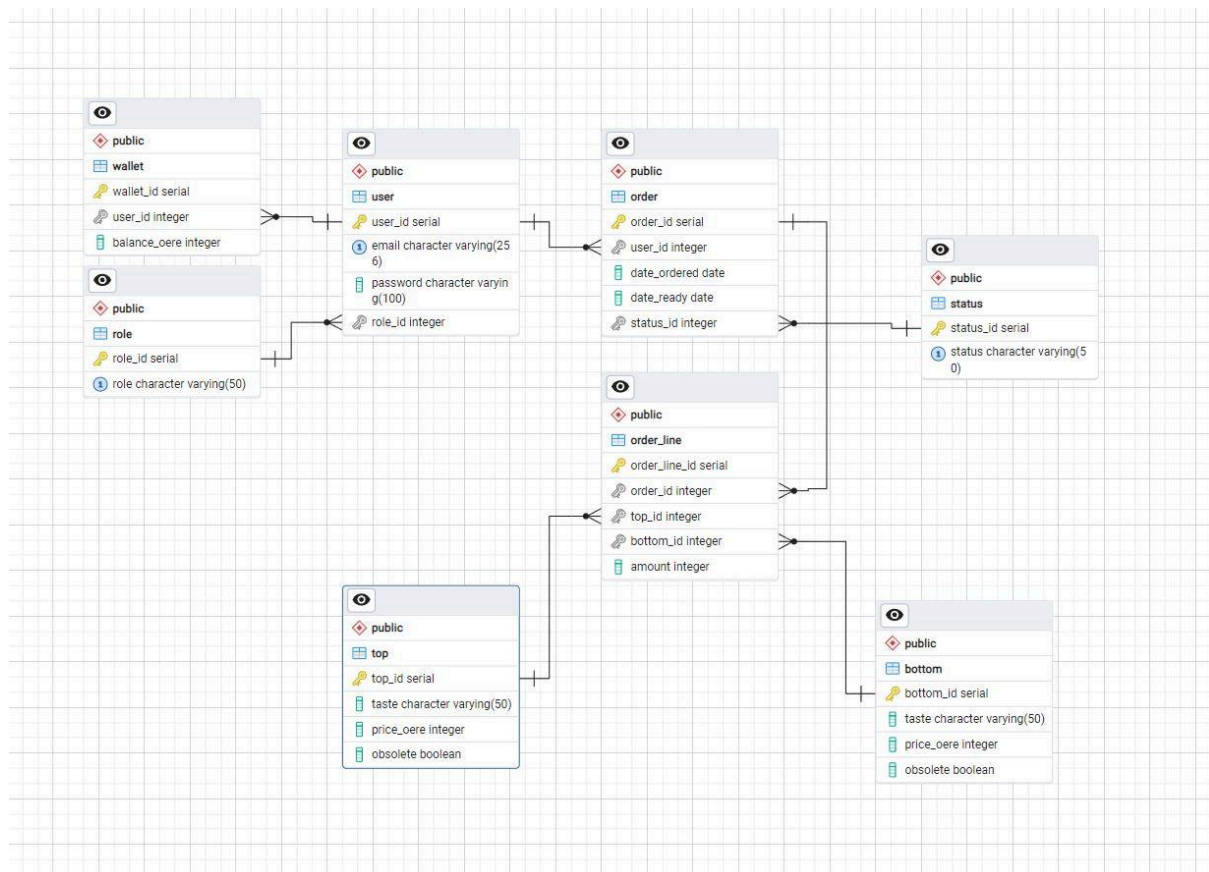 public
wallet
wallet_id serial
user_id integer
balance_oere integer
public
role
role_id serial
1 role character varying(50)
public
user
user_id serial
1 email character varying(25
6)
password character varyin
g(100)
role_id integer
public
order
order_id serial
user_id integer
date_ordered date
date_ready date
status_id integer
public
status
status_id serial
1 status character varying(5
0)
public
order_line
order_line_id serial
order_id integer
top_id integer
bottom_id integer
amount integer
public
top
top_id serial
taste character varying(50)
price_oere integer
obsolete boolean
public
bottom
bottom_id serial
taste character varying(50)
price_oere integer
obsolete boolean